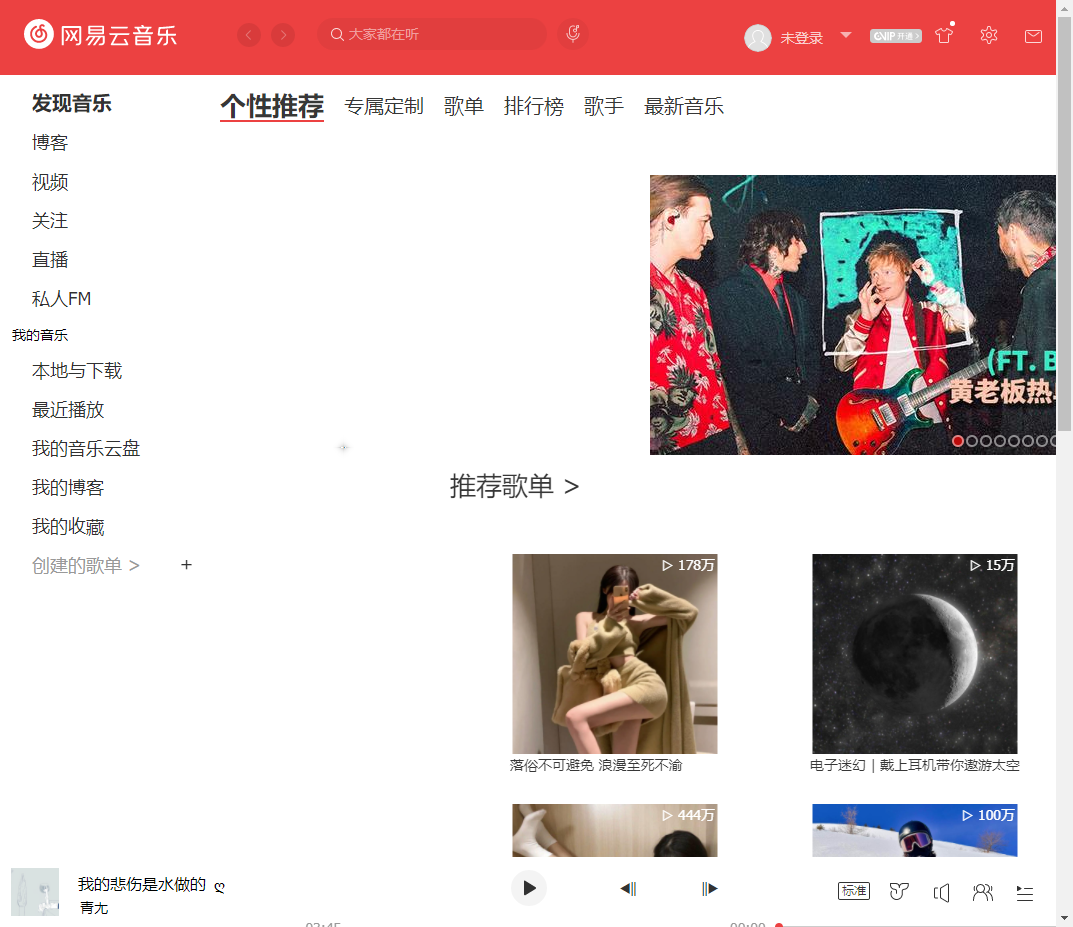 网易云音乐
大家都在听
未登录
VIP开通
发现音乐
个性推荐 专属定制 歌单 排行榜 歌手 最新音乐
博客
视频
关注
直播
私人FM
我的音乐
本地与下载
最近播放
我的音乐云盘
我的博客
我的收藏
创建的歌单 > +
(FT. B
黄老板热
推荐歌单 >
178万
15万
落俗不可避免 浪漫至死不渝
电子迷幻 | 戴上耳机带你遨游太空
444万
100万
我的悲伤是水做的 ღ
青尢
标准